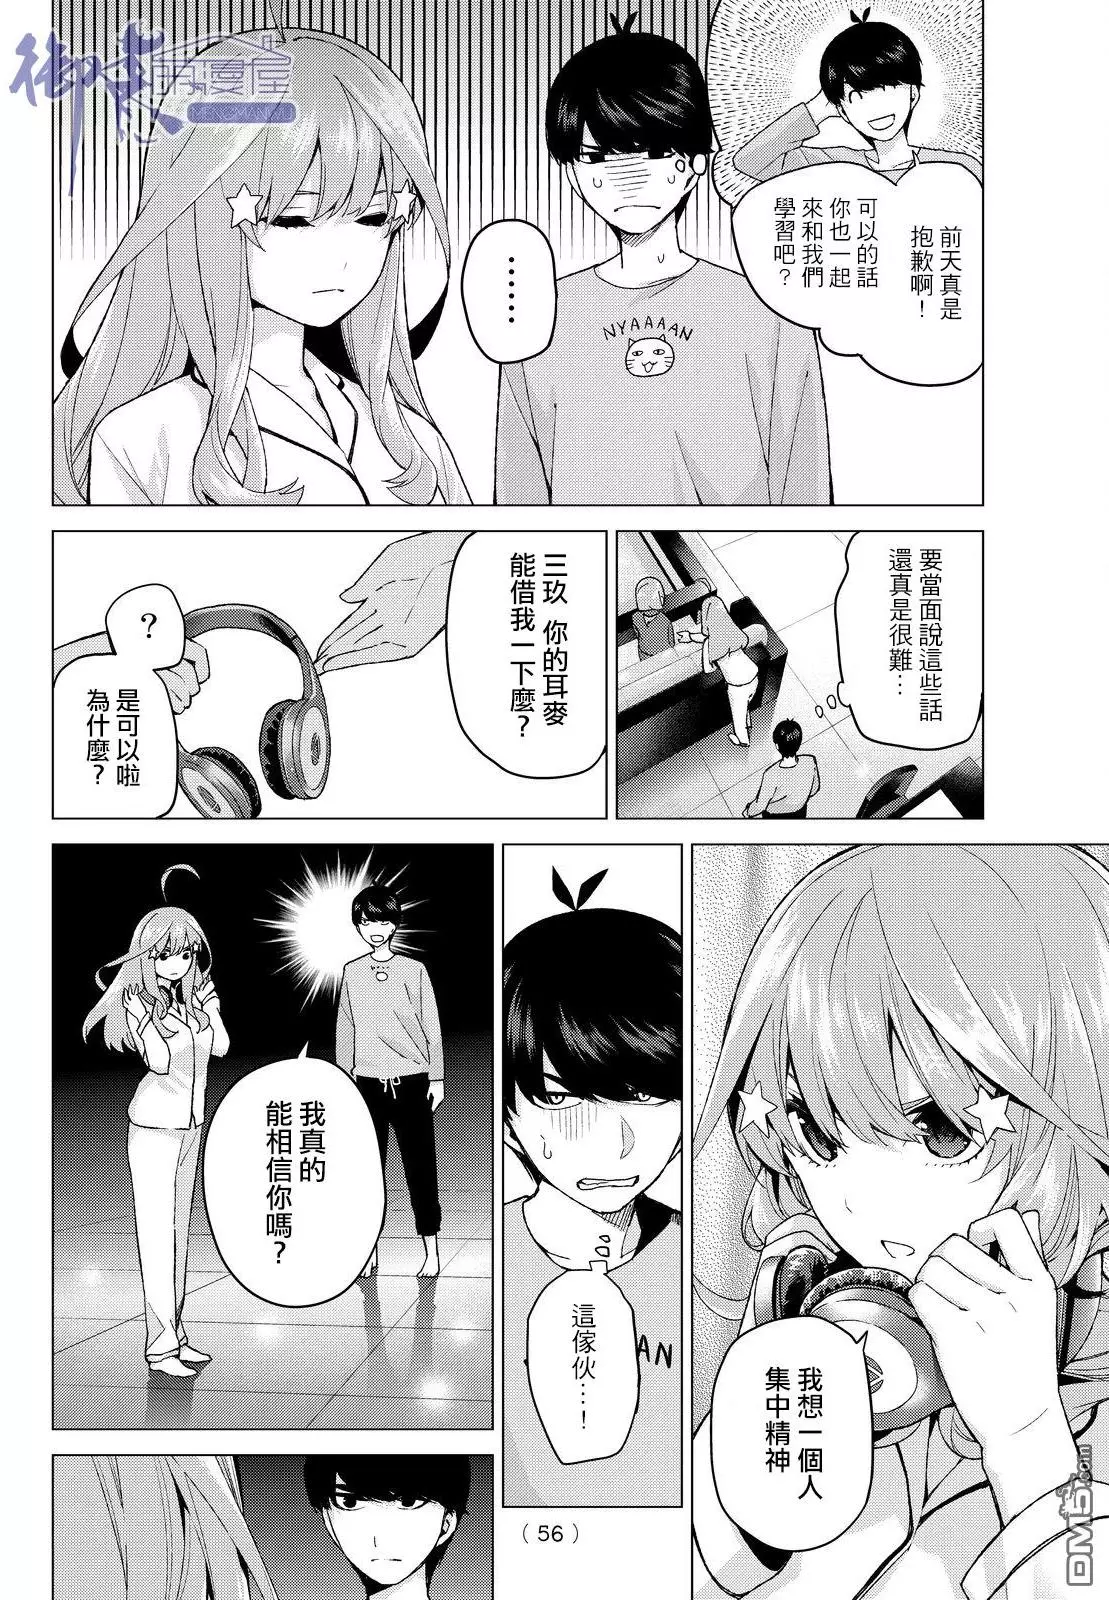 御萌漫屋
MENGMANWU
前天真是
抱歉啊！
可以的話
你也一起
來和我們
學習吧？
……
NYAAAAN
要當面說這些話
還真是很難…
三玖 你的耳麥
能借我一下麼？
？
是可以啦
為什麼？
我想一個人
集中精神
這傢伙…！
AN
我真的
能相信你嗎？
（56）
DM5.com